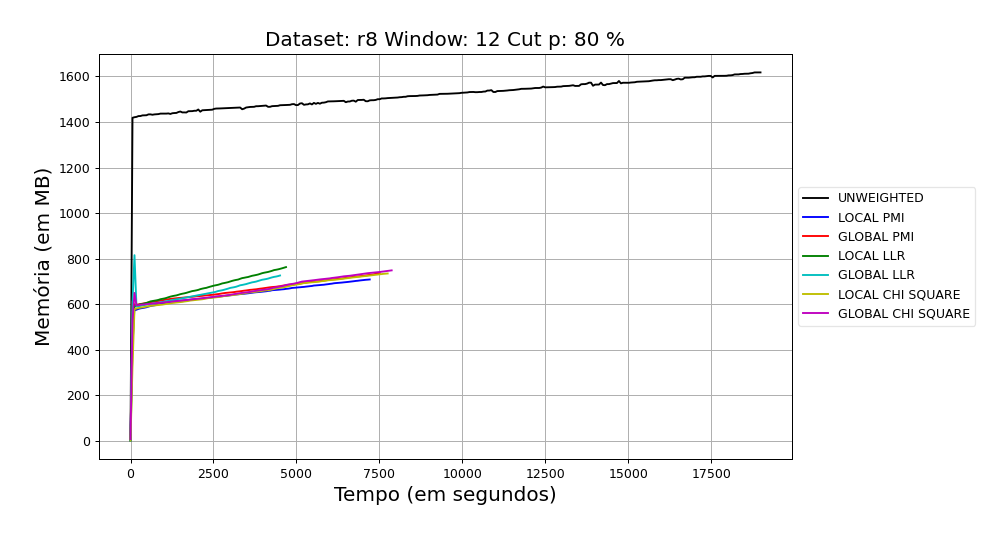 Dataset: r8 Window: 12 Cut p: 80 %
Memória (em MB)
1600
1400
1200
1000
800
600
400
200
0
0 2500 5000 7500 10000 12500 15000 17500
Tempo (em segundos)
UNWEIGHTED
LOCAL PMI
GLOBAL PMI
LOCAL LLR
GLOBAL LLR
LOCAL CHI SQUARE
GLOBAL CHI SQUARE